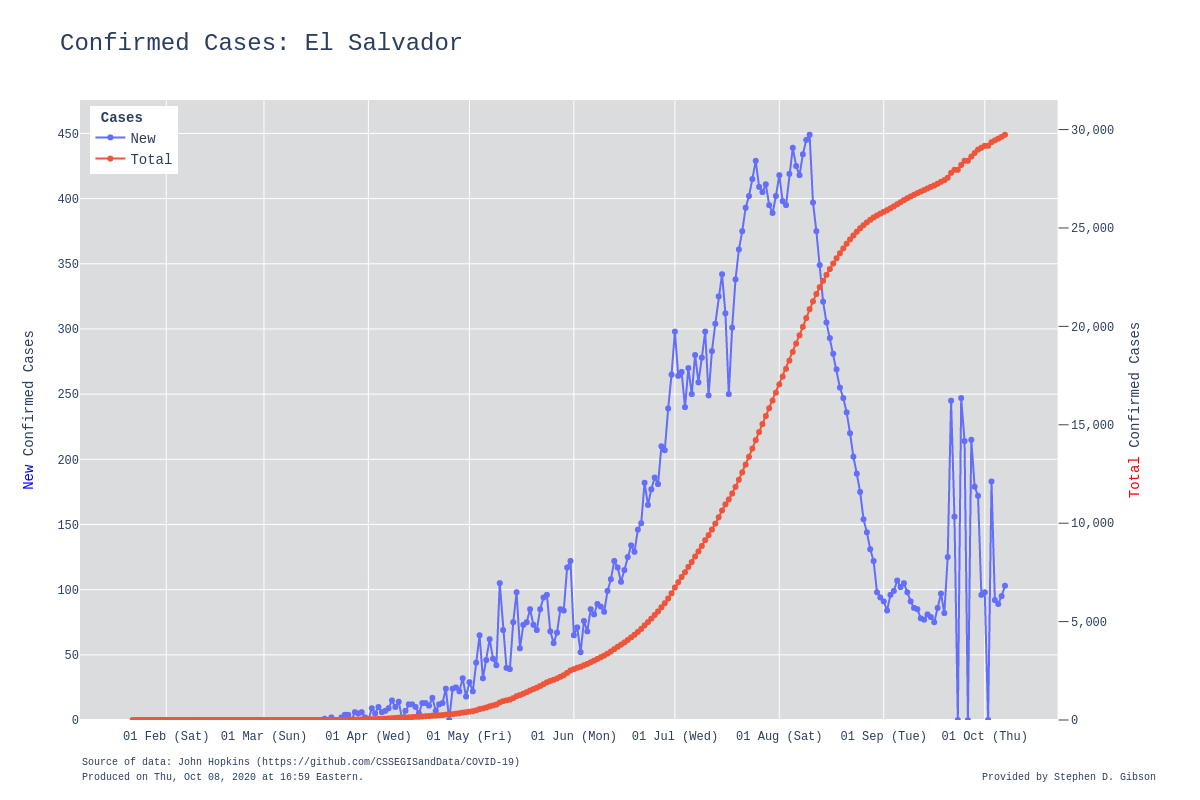 Confirmed Cases: El Salvador
Cases
New
Total
450
400
350
300
250
200
150
100
50
0
30,000
25,000
20,000
15,000
10,000
5,000
0
New Confirmed Cases
Total Confirmed Cases
01 Feb (Sat) 01 Mar (Sun) 01 Apr (Wed) 01 May (Fri) 01 Jun (Mon) 01 Jul (Wed) 01 Aug (Sat) 01 Sep (Tue) 01 Oct (Thu)
Source of data: John Hopkins (https://github.com/CSSEGISandData/COVID-19)
Produced on Thu, Oct 08, 2020 at 16:59 Eastern.
Provided by Stephen D. Gibson